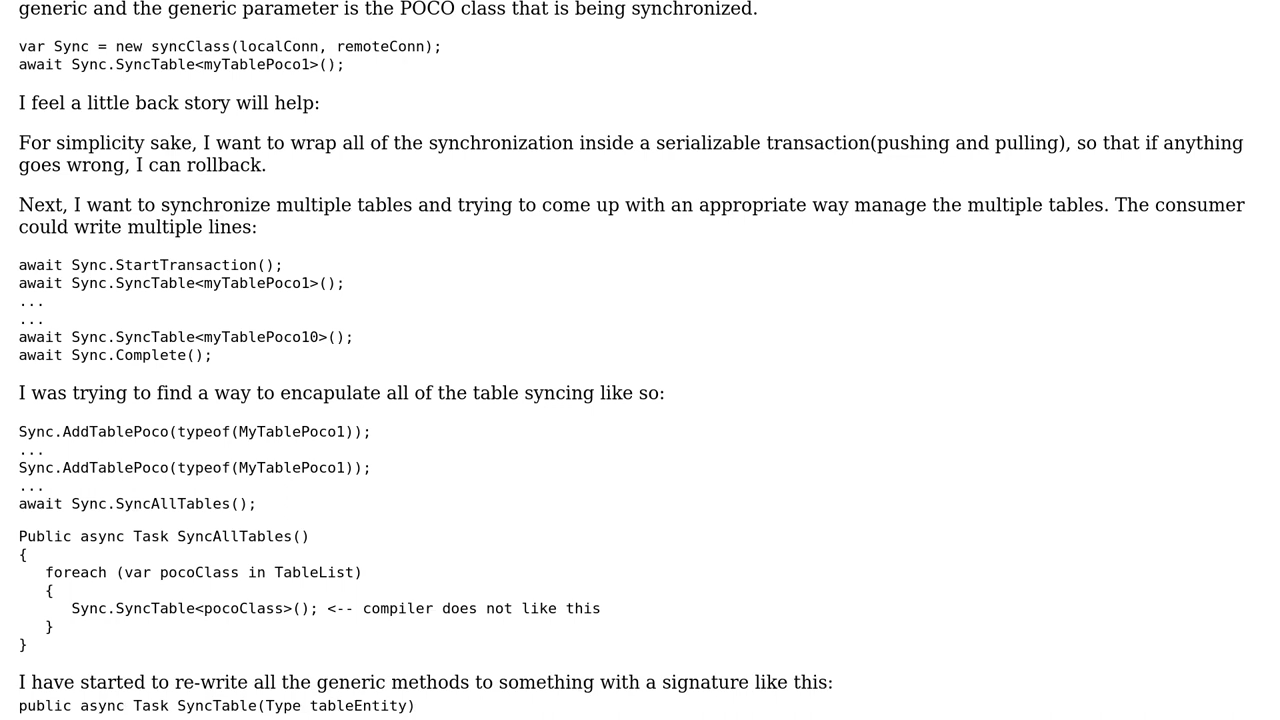 generic and the generic parameter is the POCO class that is being synchronized.
var Sync = new syncClass(localConn, remoteConn);
await Sync.SyncTable<myTablePoco1>();
I feel a little back story will help:
For simplicity sake, I want to wrap all of the synchronization inside a serializable transaction(pushing and pulling), so that if anything
goes wrong, I can rollback.
Next, I want to synchronize multiple tables and trying to come up with an appropriate way manage the multiple tables. The consumer
could write multiple lines:
await Sync.StartTransaction();
await Sync.SyncTable<myTablePoco1>();
...
...
await Sync.SyncTable<myTablePoco10>();
await Sync.Complete();
I was trying to find a way to encapulate all of the table syncing like so:
Sync.AddTablePoco(typeof(MyTablePoco1));
...
Sync.AddTablePoco(typeof(MyTablePoco1));
...
await Sync.SyncAllTables();
Public async Task SyncAllTables()
{
   foreach (var pocoClass in TableList)
   {
      Sync.SyncTable<pocoClass>(); <-- compiler does not like this
   }
}
I have started to re-write all the generic methods to something with a signature like this:
public async Task SyncTable(Type tableEntity)